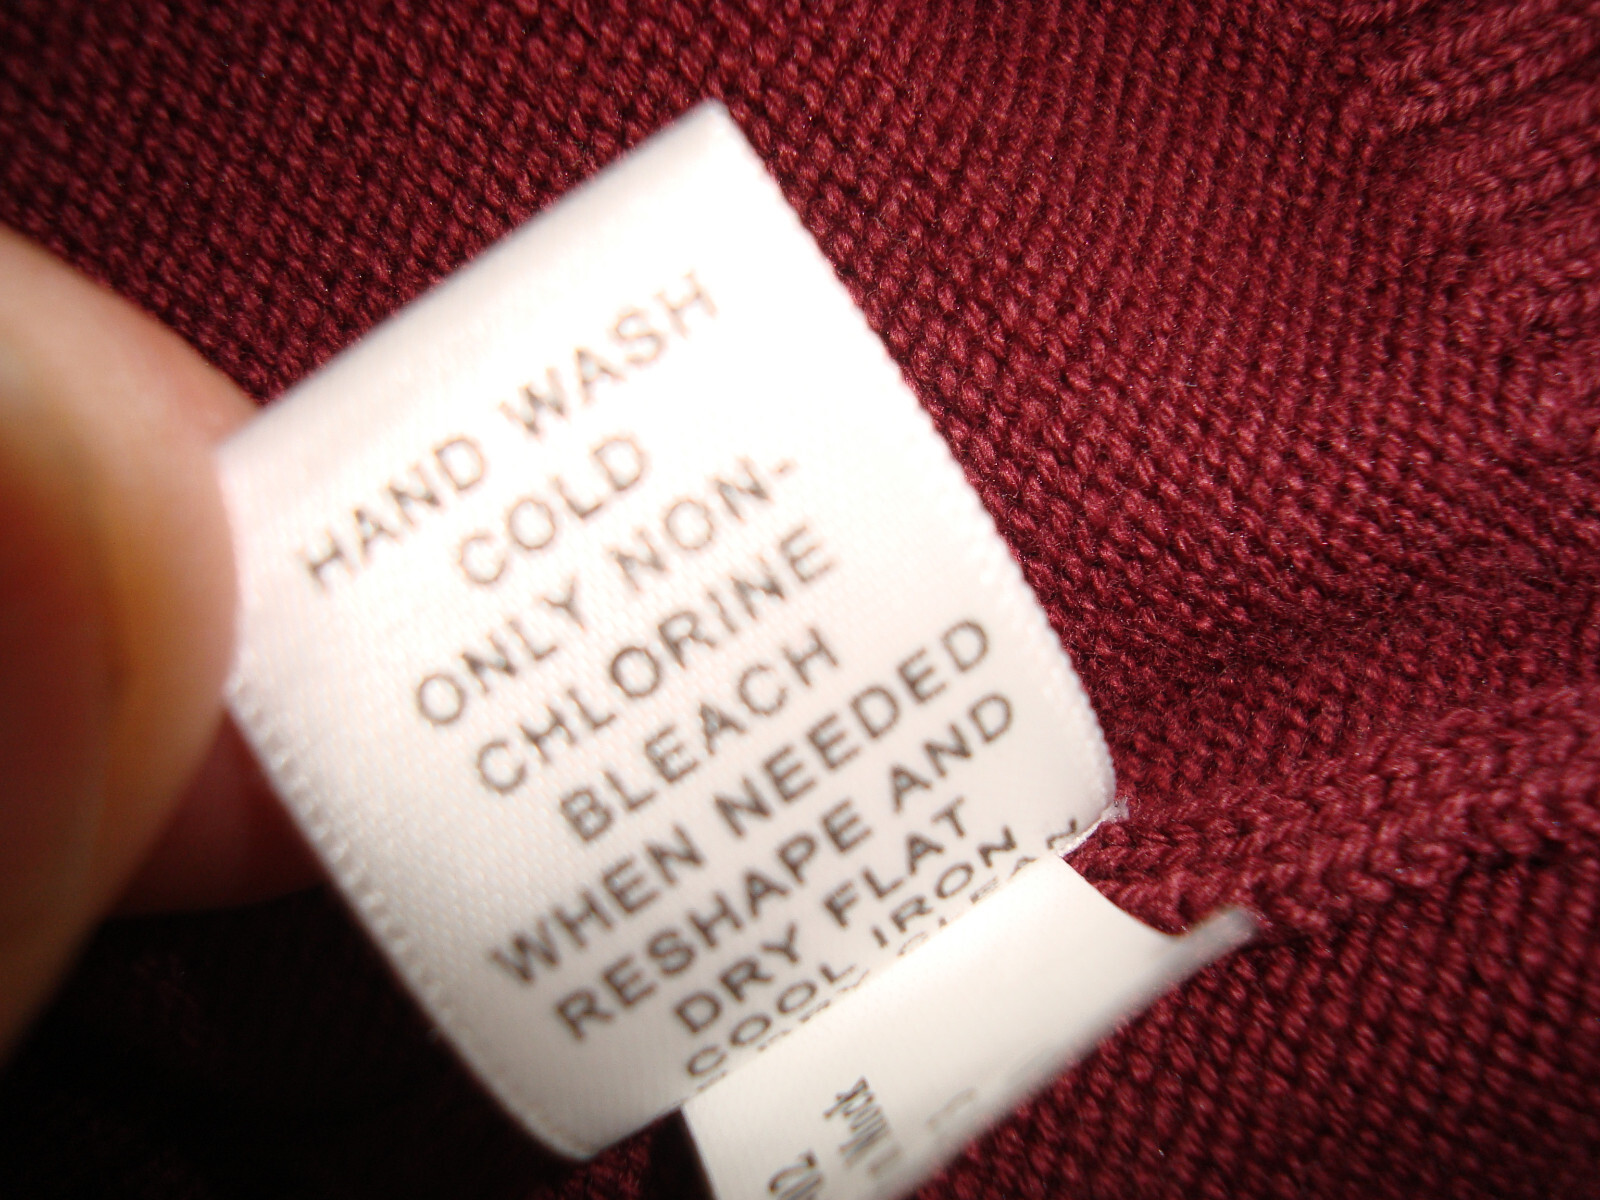 HAND WASH
COLD
ONLY NON-
CHLORINE
BLEACH
WHEN NEEDED
RESHAPE AND
DRY FLAT
COOL IRON